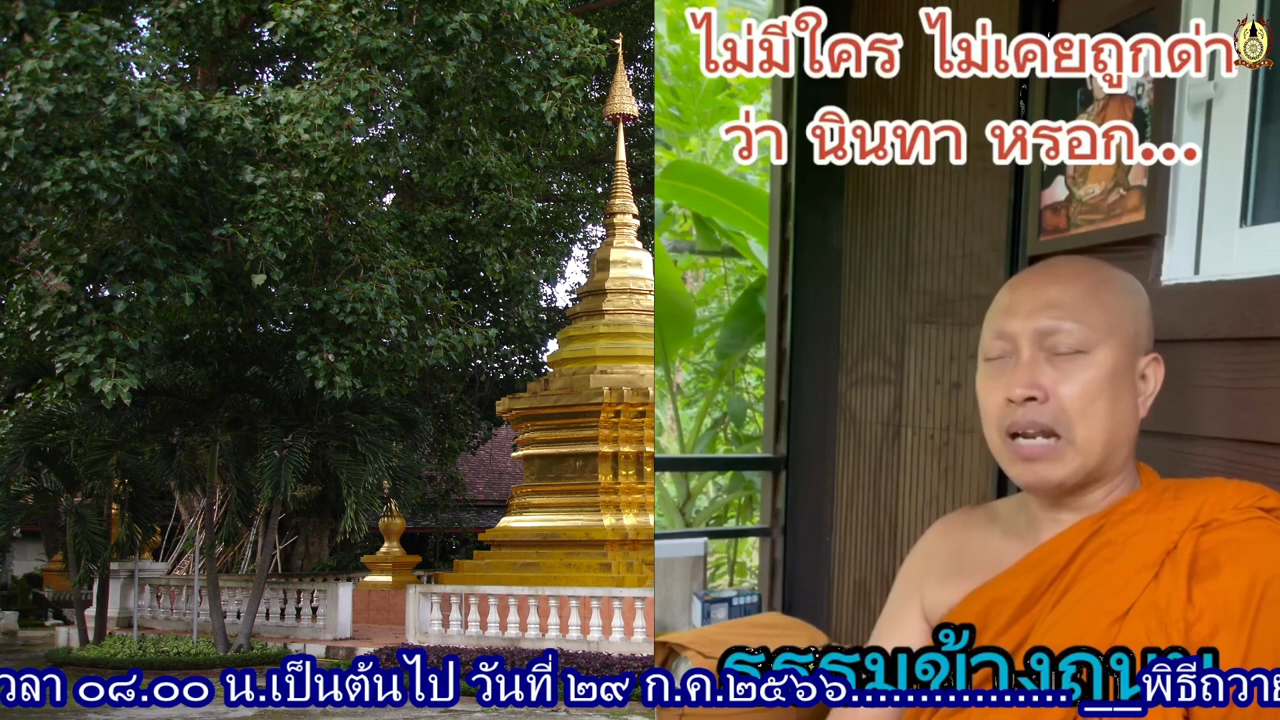 ไม่มีใคร ไม่เคยถูกด่า
ว่า นินทา หรอก...
ธรรมข้างถนน
วลา ๐๘.๐๐ น.เป็นต้นไป วันที่ ๒๙ ก.ค.๒๕๖๖................. __พิธีถวาย